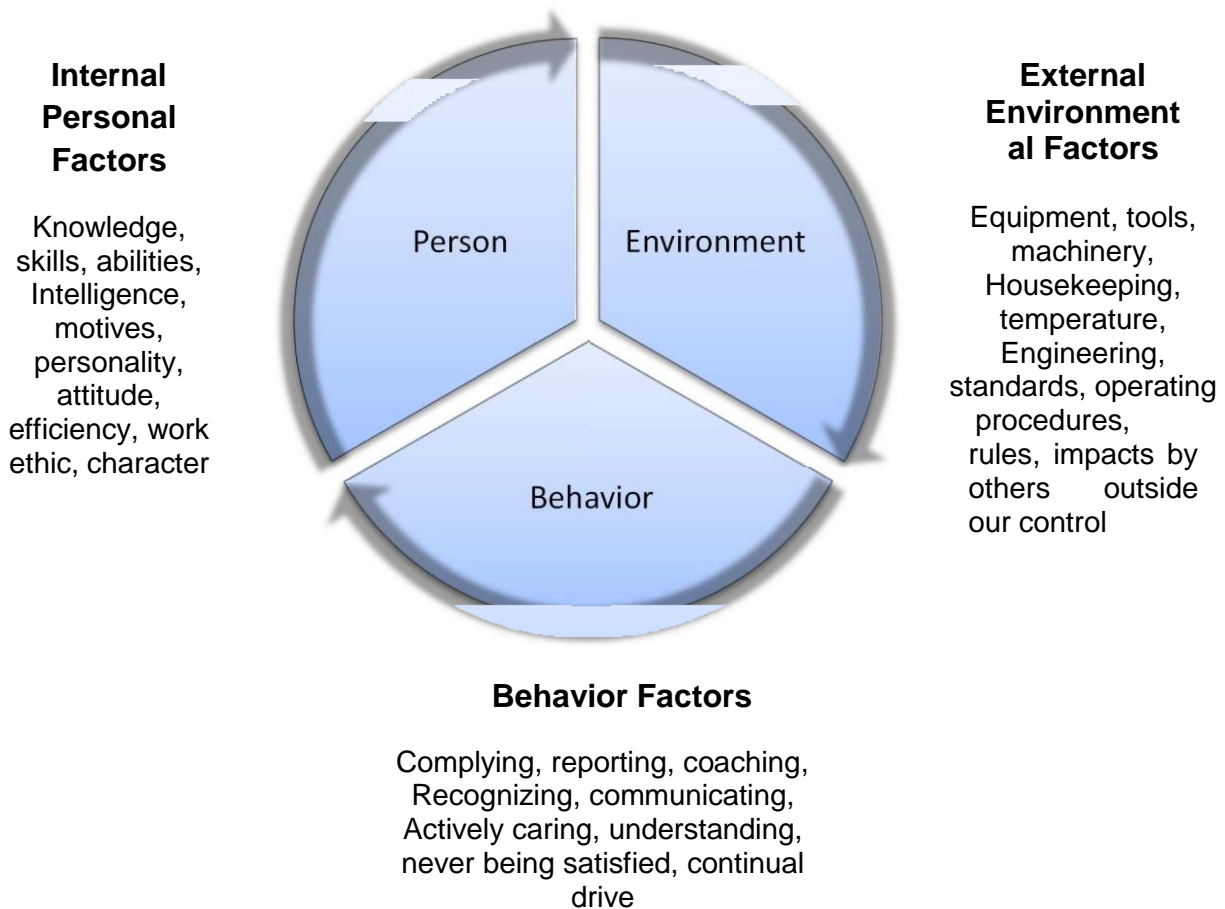 Internal
Personal
Factors
Knowledge,
skills, abilities,
Intelligence,
motives,
personality,
attitude,
efficiency, work
ethic, character
Person
Environment
Behavior
External
Environment
al Factors
Equipment, tools,
machinery,
Housekeeping,
temperature,
Engineering,
standards, operating
procedures,
rules, impacts by
others outside
our control
Behavior Factors
Complying, reporting, coaching,
Recognizing, communicating,
Actively caring, understanding,
never being satisfied, continual
drive